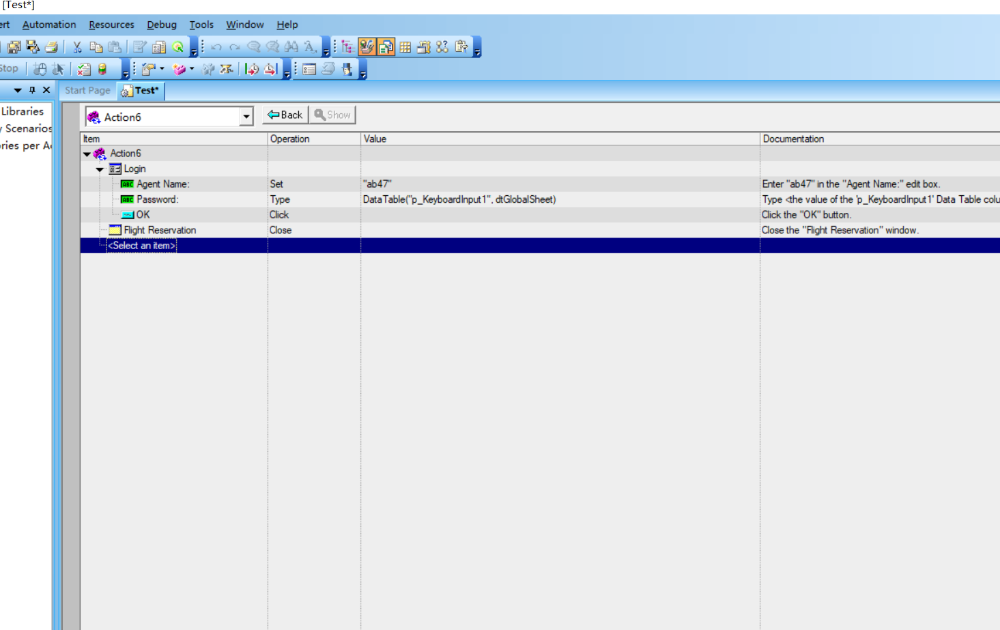 [Test*]
ert Automation Resources Debug Tools Window Help
Stop
Start Page Test*
Libraries
y Scenarios
ries per A
Action6 Back Show
Item Operation Value Documentation
Action6
Login
Agent Name: Set "ab47" Enter "ab47" in the "Agent Name:" edit box.
Password: Type DataTable("p_KeyboardInput1", dtGlobalSheet) Type <the value of the 'p_KeyboardInput1' Data Table colu
OK Click Click the "OK" button.
Flight Reservation Close Close the "Flight Reservation" window.
<Select an item>